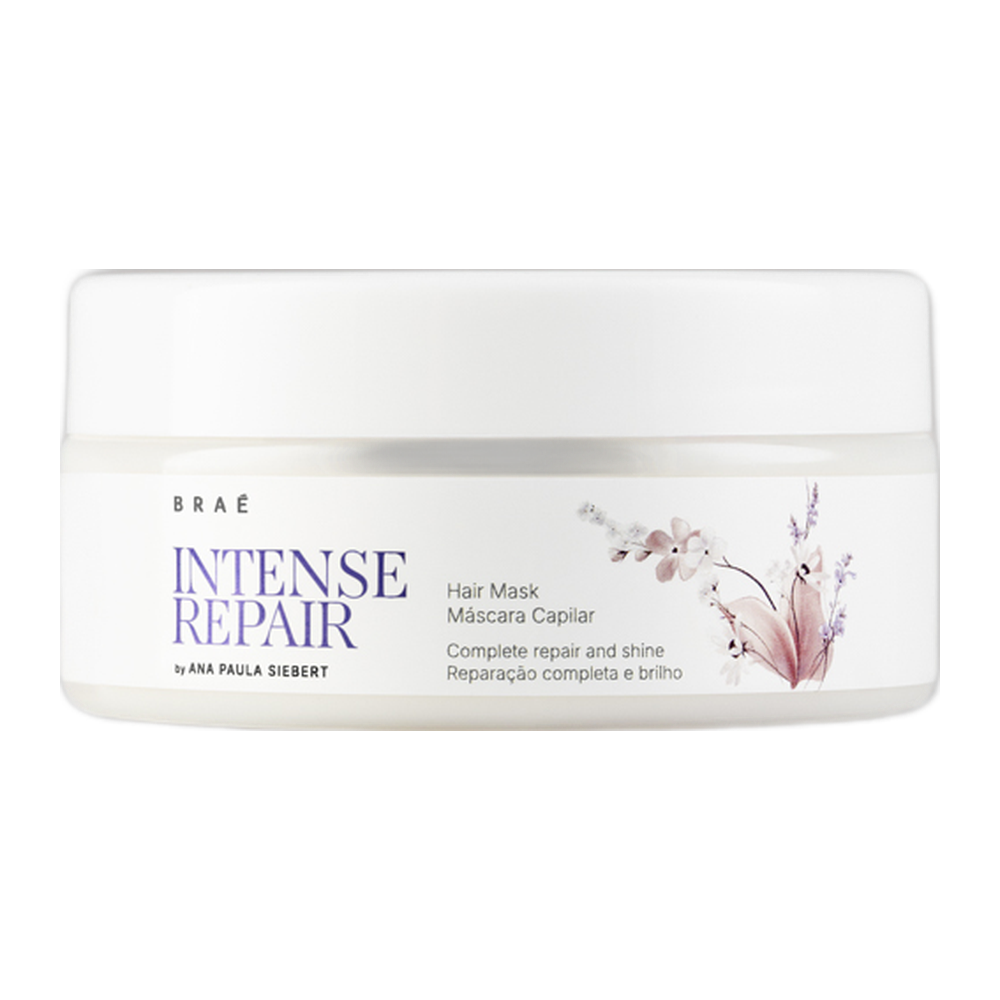 BRAÉ
INTENSE
REPAIR
by ANA PAULA SIEBERT
Hair Mask
Máscara Capilar
Complete repair and shine
Reparação completa e brilho